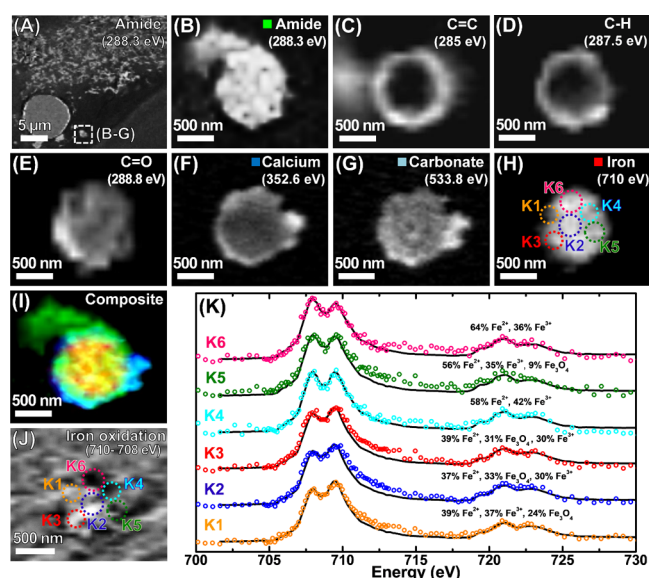 (A) Amide
(288.3 eV)
5 µm
(B-G)
(B) Amide
(288.3 eV)
500 nm
(C) C=C
(285 eV)
500 nm
(D) C-H
(287.5 eV)
500 nm
(E) C=O
(288.8 eV)
500 nm
(F) Calcium
(352.6 eV)
500 nm
(G) Carbonate
(533.8 eV)
500 nm
(H) Iron
(710 eV)
K6
K1 K4
K2
K3 K5
500 nm
(I) Composite
500 nm
(J) Iron oxidation
(710- 708 eV)
K6
K1 K4
K3 K2 K5
500 nm
(K)
64% Fe²⁺, 36% Fe³⁺
K6
56% Fe²⁺, 35% Fe³⁺, 9% Fe₃O₄
K5
58% Fe²⁺, 42% Fe³⁺
K4
39% Fe²⁺, 31% Fe₃O₄, 30% Fe³⁺
K3
37% Fe²⁺, 33% Fe₃O₄, 30% Fe³⁺
K2
39% Fe²⁺, 37% Fe³⁺, 24% Fe₃O₄
K1
700 705 710 715 720 725 730
Energy (eV)